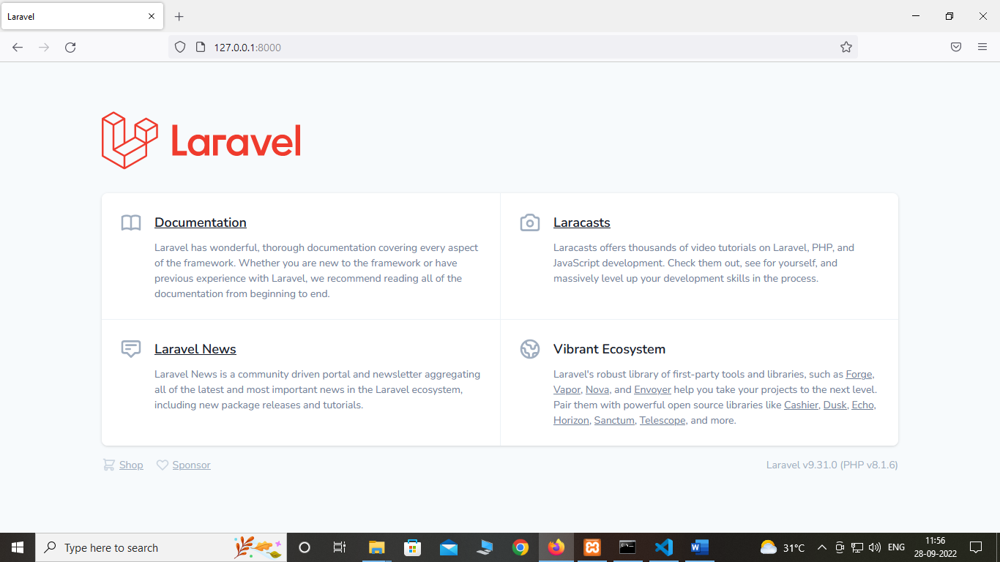 Laravel
127.0.0.1:8000
Laravel
Documentation
Laravel has wonderful, thorough documentation covering every aspect
of the framework. Whether you are new to the framework or have
previous experience with Laravel, we recommend reading all of the
documentation from beginning to end.
Laracasts
Laracasts offers thousands of video tutorials on Laravel, PHP, and
JavaScript development. Check them out, see for yourself, and
massively level up your development skills in the process.
Laravel News
Laravel News is a community driven portal and newsletter aggregating
all of the latest and most important news in the Laravel ecosystem,
including new package releases and tutorials.
Vibrant Ecosystem
Laravel's robust library of first-party tools and libraries, such as Forge,
Vapor, Nova, and Envoyer help you take your projects to the next level.
Pair them with powerful open source libraries like Cashier, Dusk, Echo,
Horizon, Sanctum, Telescope, and more.
Shop Sponsor
Laravel v9.31.0 (PHP v8.1.6)
Type here to search
31°C
ENG
11:56
28-09-2022